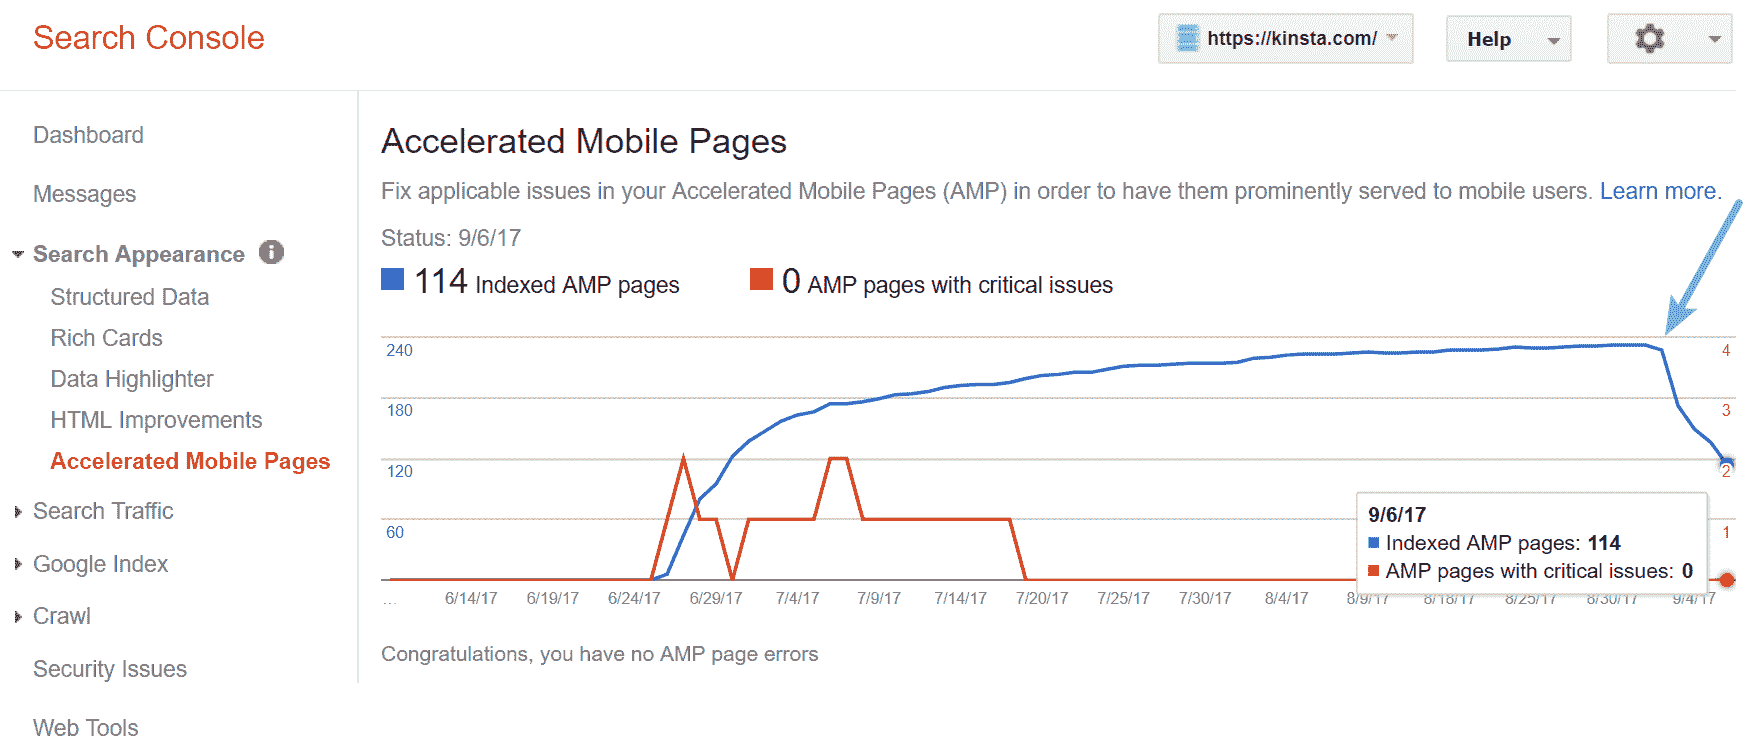 Search Console
https://kinsta.com/
Help
Dashboard
Messages
Search Appearance
Structured Data
Rich Cards
Data Highlighter
HTML Improvements
Accelerated Mobile Pages
Search Traffic
Google Index
Crawl
Security Issues
Web Tools
Accelerated Mobile Pages
Fix applicable issues in your Accelerated Mobile Pages (AMP) in order to have them prominently served to mobile users. Learn more.
Status: 9/6/17
114 Indexed AMP pages 0 AMP pages with critical issues
240 4
180 3
120 2
60 1
9/6/17
Indexed AMP pages: 114
AMP pages with critical issues: 0
... 6/14/17 6/19/17 6/24/17 6/29/17 7/4/17 7/9/17 7/14/17 7/20/17 7/25/17 7/30/17 8/4/17 8/9/17 8/18/17 8/25/17 8/30/17 9/4/17
Congratulations, you have no AMP page errors